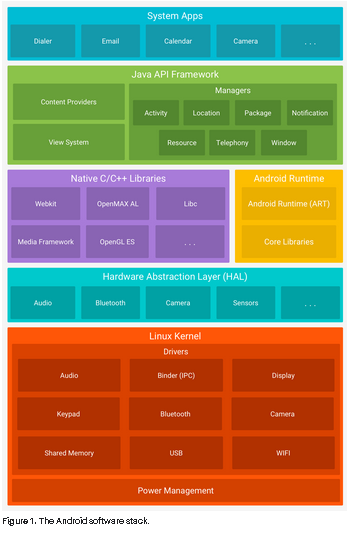 System Apps
Dialer Email Calendar Camera . . .
Java API Framework
Content Providers
View System
Managers
Activity Location Package Notification
Resource Telephony Window
Native C/C++ Libraries
Webkit OpenMAX AL Libc
Media Framework OpenGL ES . . .
Android Runtime
Android Runtime (ART)
Core Libraries
Hardware Abstraction Layer (HAL)
Audio Bluetooth Camera Sensors . . .
Linux Kernel
Drivers
Audio Binder (IPC) Display
Keypad Bluetooth Camera
Shared Memory USB WIFI
Power Management
Figure 1. The Android software stack.